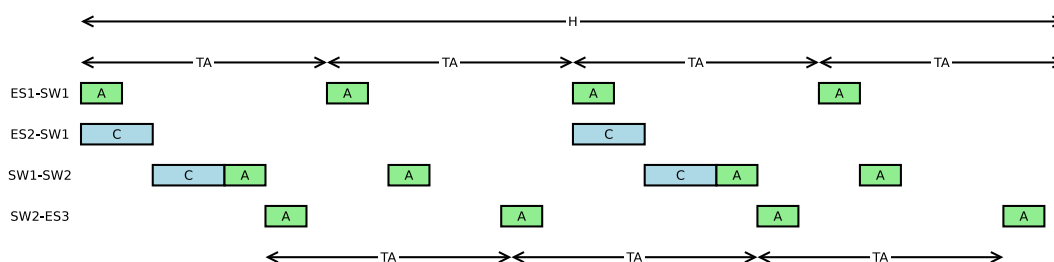 H
TA TA TA TA
ES1-SW1 A A A A
ES2-SW1 C C
SW1-SW2 C A A C A A
SW2-ES3 A A A A
TA TA TA